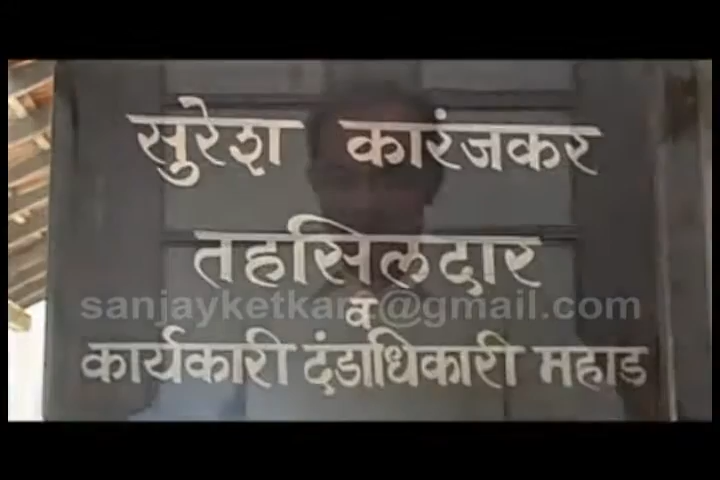 सुरेश कारंजकर
तहसिलदार
sanjayketkar@gmail.com
व
कार्यकारी दंडाधिकारी महाड